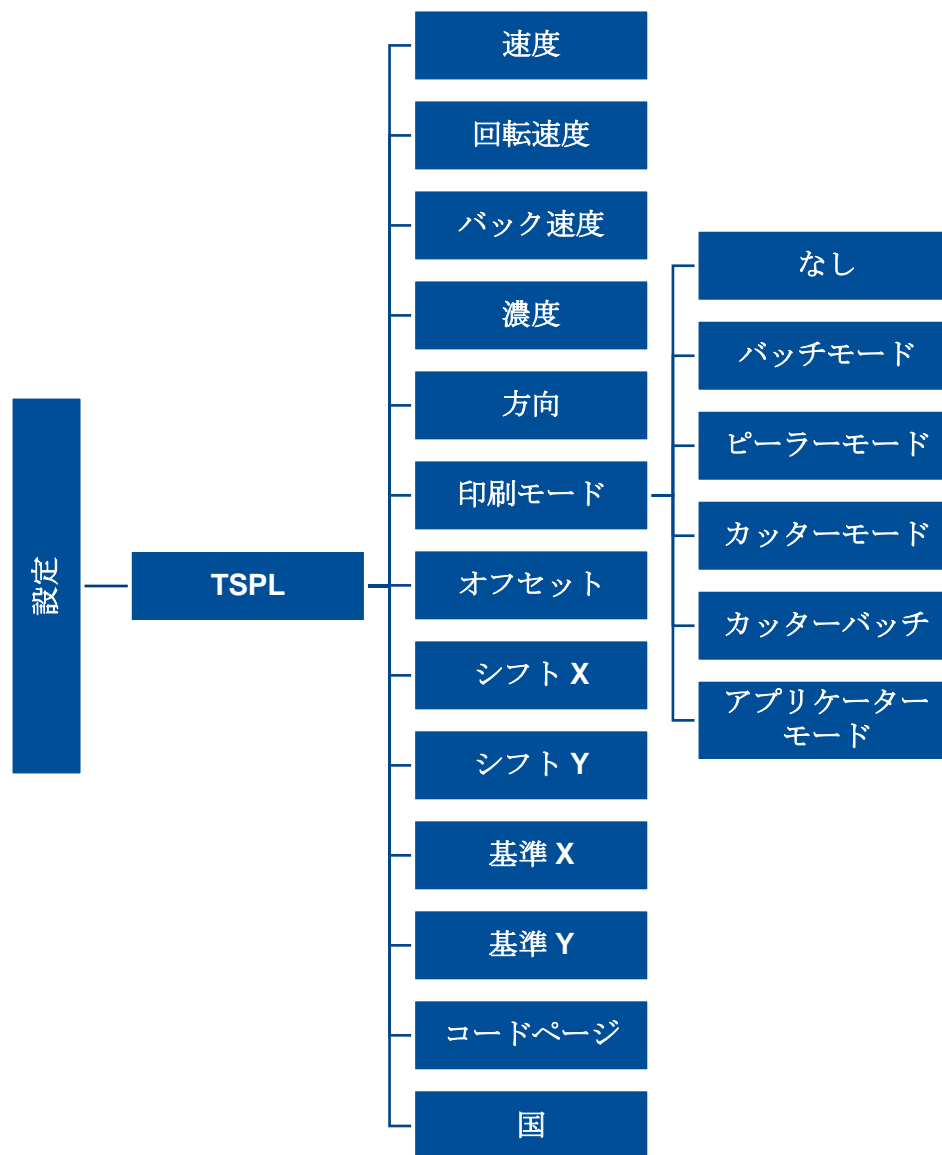 設定
TSPL
速度
回転速度
バック速度
濃度
方向
印刷モード
オフセット
シフト X
シフト Y
基準 X
基準 Y
コードページ
国
なし
バッチモード
ピーラーモード
カッターモード
カッターバッチ
アプリケーター
モード